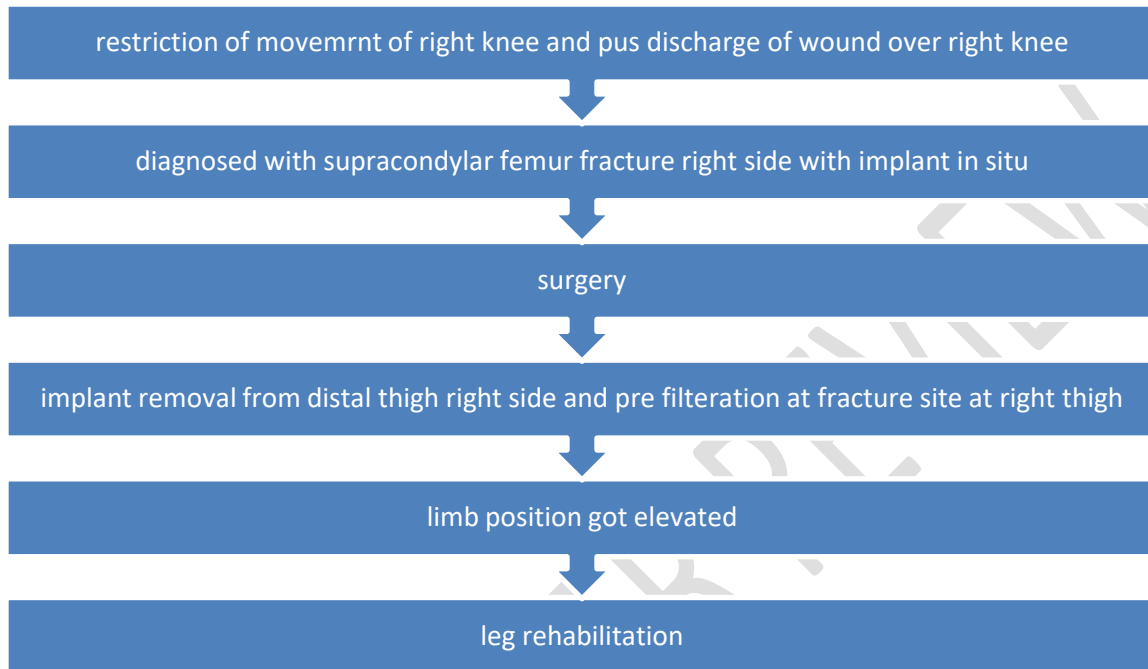 restriction of movemrnt of right knee and pus discharge of wound over right knee
diagnosed with supracondylar femur fracture right side with implant in situ
surgery
implant removal from distal thigh right side and pre filteration at fracture site at right thigh
limb position got elevated
leg rehabilitation